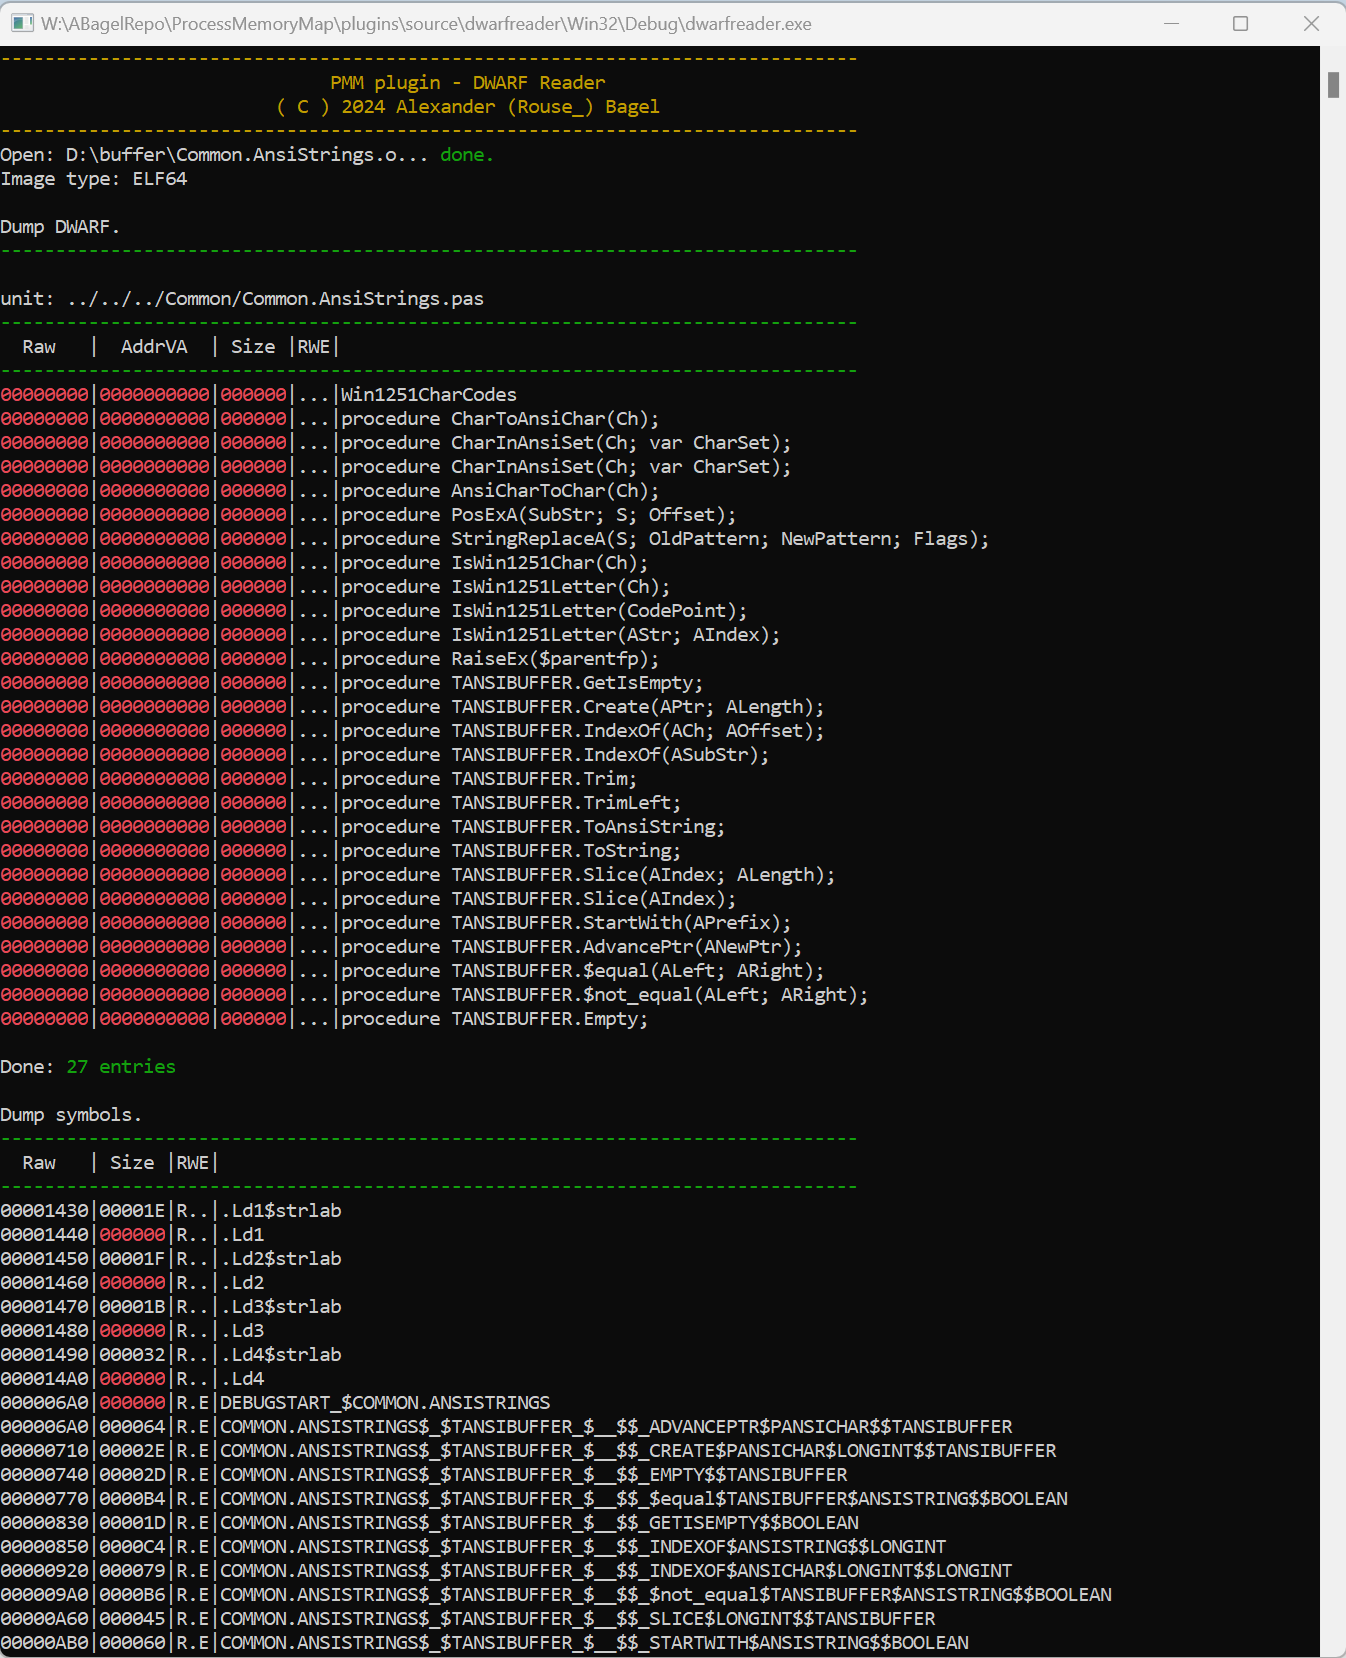 W:\ABagelRepo\ProcessMemoryMap\plugins\source\dwarfreader\Win32\Debug\dwarfreader.exe
------------------------------------------------------------------------------
PMM plugin - DWARF Reader
( C ) 2024 Alexander (Rouse_) Bagel
------------------------------------------------------------------------------
Open: D:\buffer\Common.AnsiStrings.o... done.
Image type: ELF64
Dump DWARF.
------------------------------------------------------------------------------
unit: ../../../Common/Common.AnsiStrings.pas
------------------------------------------------------------------------------
  Raw   |  AddrVA  | Size |RWE|
------------------------------------------------------------------------------
00000000|0000000000|000000|...|Win1251CharCodes
00000000|0000000000|000000|...|procedure CharToAnsiChar(Ch);
00000000|0000000000|000000|...|procedure CharInAnsiSet(Ch; var CharSet);
00000000|0000000000|000000|...|procedure CharInAnsiSet(Ch; var CharSet);
00000000|0000000000|000000|...|procedure AnsiCharToChar(Ch);
00000000|0000000000|000000|...|procedure PosExA(SubStr; S; Offset);
00000000|0000000000|000000|...|procedure StringReplaceA(S; OldPattern; NewPattern; Flags);
00000000|0000000000|000000|...|procedure IsWin1251Char(Ch);
00000000|0000000000|000000|...|procedure IsWin1251Letter(Ch);
00000000|0000000000|000000|...|procedure IsWin1251Letter(CodePoint);
00000000|0000000000|000000|...|procedure IsWin1251Letter(AStr; AIndex);
00000000|0000000000|000000|...|procedure RaiseEx($parentfp);
00000000|0000000000|000000|...|procedure TANSIBUFFER.GetIsEmpty;
00000000|0000000000|000000|...|procedure TANSIBUFFER.Create(APtr; ALength);
00000000|0000000000|000000|...|procedure TANSIBUFFER.IndexOf(ACh; AOffset);
00000000|0000000000|000000|...|procedure TANSIBUFFER.IndexOf(ASubStr);
00000000|0000000000|000000|...|procedure TANSIBUFFER.Trim;
00000000|0000000000|000000|...|procedure TANSIBUFFER.TrimLeft;
00000000|0000000000|000000|...|procedure TANSIBUFFER.ToAnsiString;
00000000|0000000000|000000|...|procedure TANSIBUFFER.ToString;
00000000|0000000000|000000|...|procedure TANSIBUFFER.Slice(AIndex; ALength);
00000000|0000000000|000000|...|procedure TANSIBUFFER.Slice(AIndex);
00000000|0000000000|000000|...|procedure TANSIBUFFER.StartWith(APrefix);
00000000|0000000000|000000|...|procedure TANSIBUFFER.AdvancePtr(ANewPtr);
00000000|0000000000|000000|...|procedure TANSIBUFFER.$equal(ALeft; ARight);
00000000|0000000000|000000|...|procedure TANSIBUFFER.$not_equal(ALeft; ARight);
00000000|0000000000|000000|...|procedure TANSIBUFFER.Empty;
Done: 27 entries
Dump symbols.
------------------------------------------------------------------------------
  Raw   | Size |RWE|
------------------------------------------------------------------------------
00001430|00001E|R..|.Ld1$strlab
00001440|000000|R..|.Ld1
00001450|00001F|R..|.Ld2$strlab
00001460|000000|R..|.Ld2
00001470|00001B|R..|.Ld3$strlab
00001480|000000|R..|.Ld3
00001490|000032|R..|.Ld4$strlab
000014A0|000000|R..|.Ld4
000006A0|000000|R.E|DEBUGSTART_$COMMON.ANSISTRINGS
000006A0|000064|R.E|COMMON.ANSISTRINGS$_$TANSIBUFFER_$__$$_ADVANCEPTR$PANSICHAR$$TANSIBUFFER
00000710|00002E|R.E|COMMON.ANSISTRINGS$_$TANSIBUFFER_$__$$_CREATE$PANSICHAR$LONGINT$$TANSIBUFFER
00000740|00002D|R.E|COMMON.ANSISTRINGS$_$TANSIBUFFER_$__$$_EMPTY$$TANSIBUFFER
00000770|0000B4|R.E|COMMON.ANSISTRINGS$_$TANSIBUFFER_$__$$_$equal$TANSIBUFFER$ANSISTRING$$BOOLEAN
00000830|00001D|R.E|COMMON.ANSISTRINGS$_$TANSIBUFFER_$__$$_GETISEMPTY$$BOOLEAN
00000850|0000C4|R.E|COMMON.ANSISTRINGS$_$TANSIBUFFER_$__$$_INDEXOF$ANSISTRING$$LONGINT
00000920|000079|R.E|COMMON.ANSISTRINGS$_$TANSIBUFFER_$__$$_INDEXOF$ANSICHAR$LONGINT$$LONGINT
000009A0|0000B6|R.E|COMMON.ANSISTRINGS$_$TANSIBUFFER_$__$$_$not_equal$TANSIBUFFER$ANSISTRING$$BOOLEAN
00000A60|000045|R.E|COMMON.ANSISTRINGS$_$TANSIBUFFER_$__$$_SLICE$LONGINT$$TANSIBUFFER
00000AB0|000060|R.E|COMMON.ANSISTRINGS$_$TANSIBUFFER_$__$$_STARTWITH$ANSISTRING$$BOOLEAN